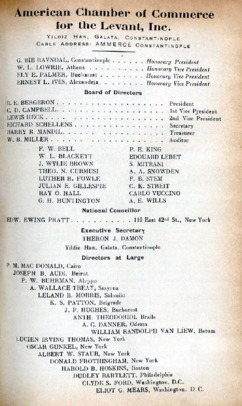 American Chamber of Commerce
for the Levant, Inc.
Yildiz Han, Galata, Constantinople
Cable Address: AMMERCE Constantinople
G. BIE RAVNDAL, Constantinople - Honorary President
W. L. LOWRIE, Athens - Honorary Vice President
ELY E. PALMER, Bucharest - Honorary Vice President
ERNEST L. IVES, Alexandria - Honorary Vice President
Board of Directors
E. E. BERGERON President
C. D. CAMPBELL 1st Vice President
LEWIS HECK 2nd Vice President
RICHARD SCHELLENS Secretary
HARRY R. MANDIL Treasurer
W. B. MILLER Auditor
P. W. BELL
W. L. BLACKETT
J. WYLIE BROWN
THEO. N. CURMUSI
LUTHER R. FOWLE
JULIAN E. GILLESPIE
RAY O. HALL
G. H. HUNTINGTON
P. E. KING
EDOUARD LEBET
S. MITRANI
A. A. SNOWDEN
F. B. STEM
C. K. STREIT
CARLO VUCCINO
A. E. WILLS
National Councillor
EDW. EWING PRATT 110 East 42nd St., New York
Executive Secretary
THERON J. DAMON
Yildiz Han, Galata, Constantinople
Directors at Large
P. M. MAC DONALD, Cairo
JOSEPH B. AUDI, Beirut
P. W. BUHRMAN, Aleppo
A. WALLACE TREAT, Smyrna
LELAND B. MORRIS, Saloniki
R. S. PATTON, Belgrade
J. P. HUGHES, Bucharest
ANTH. THEODORIDI, Braila
A. C. DANNER, Odessa
WILLIAM RANDOLPH VAN LIEW, Batum
LUCIEN IRVING THOMAS, New York
OSCAR GUNKEL, New York
ALBERT W. STAUB, New York
DONALD FROTHINGHAM, New York
HAROLD B. HOSKINS, Boston
DUDLEY BARTLETT, Philadelphia
CLYDE S. FORD, Washington, D.C.
ELIOT G. MEARS, Washington, D.C.